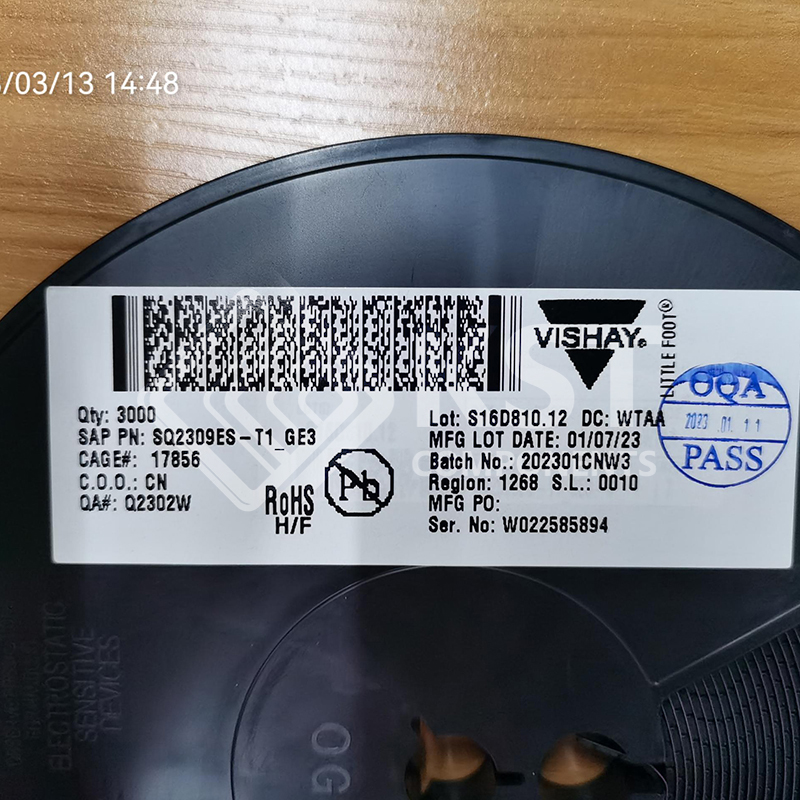 /03/13 14:48
VISHAY®
LITTLE FOOT®
Qty: 3000
SAP PN: SQ2309ES-T1_GE3
CAGE#: 17856
C.O.O.: CN
QA#: Q2302W
RoHS
H/F
Pb
Lot: S16D810.12 DC: WTAA
MFG LOT DATE: 01/07/23
Batch No.: 202301CNW3
Region: 1268 S.L.: 0010
MFG PO:
Ser. No: W022585894
OQA
2023 .01. 11
PASS
KST
COMPONENTS
ELECTROSTATIC
SENSITIVE
DEVICES
OG